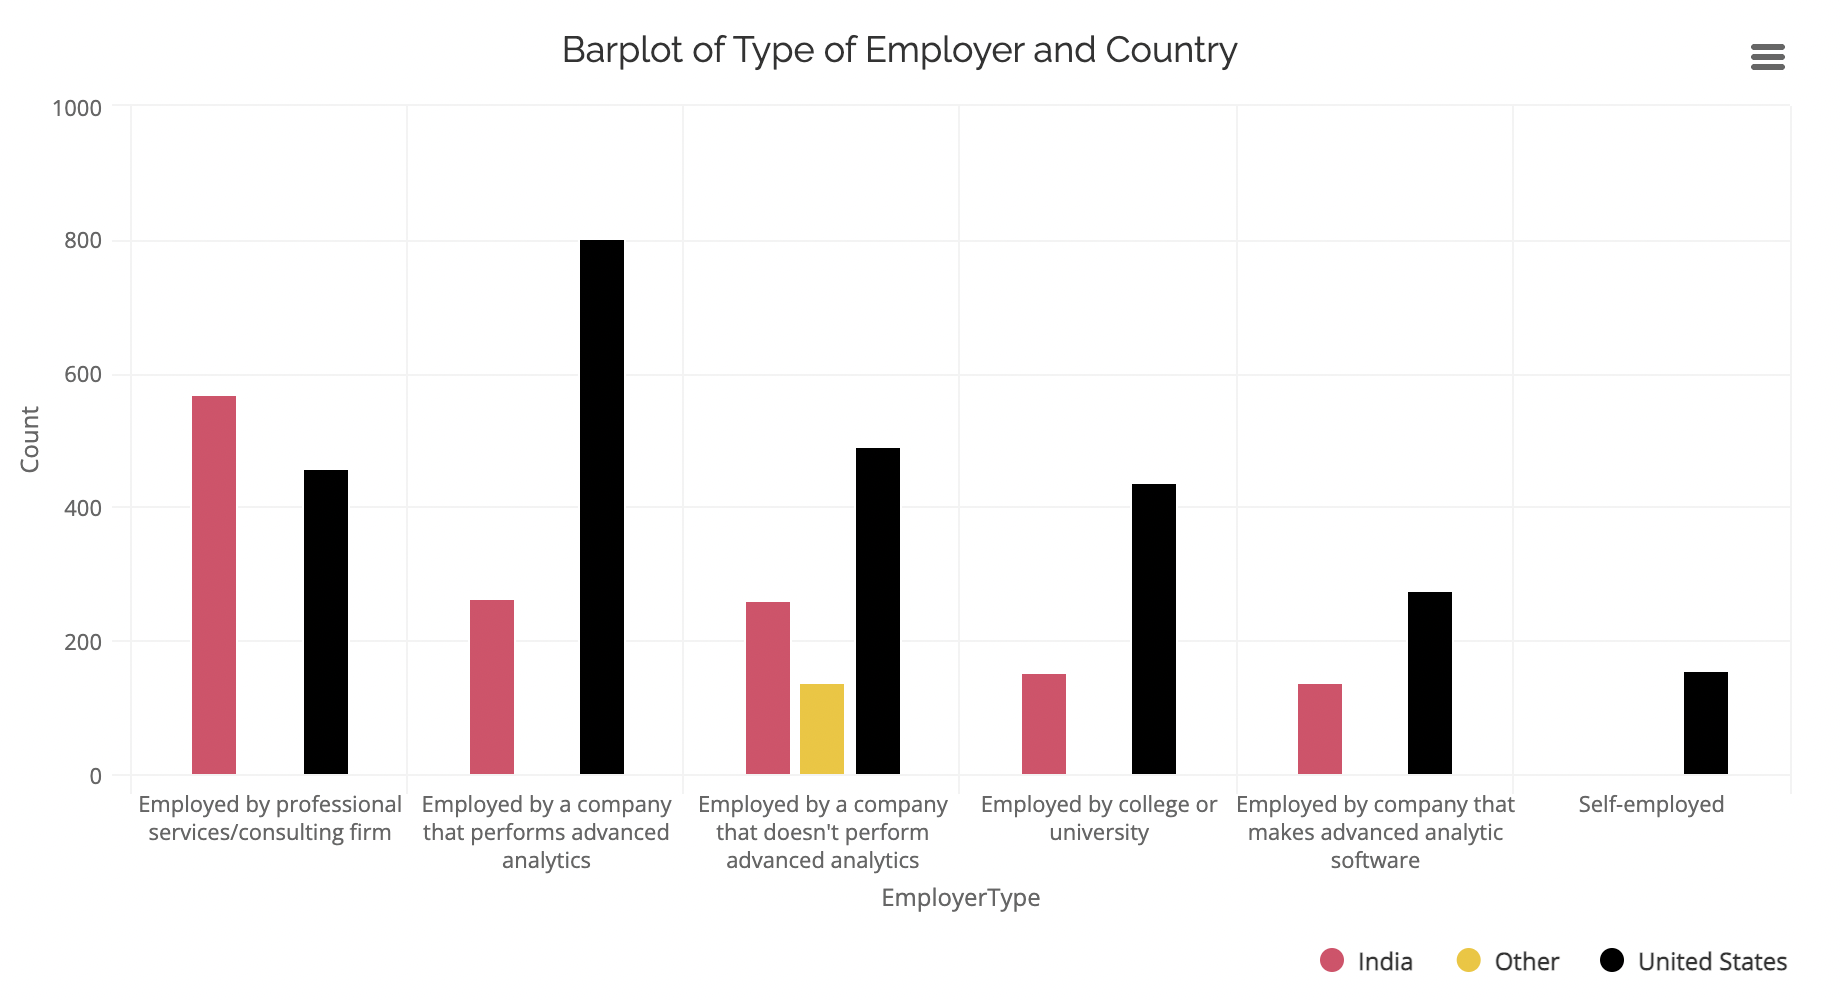 Barplot of Type of Employer and Country
1000
800
600
400
200
0
Count
Employed by professional
services/consulting firm
Employed by a company
that performs advanced
analytics
Employed by a company
that doesn't perform
advanced analytics
Employed by college or
university
Employed by company that
makes advanced analytic
software
Self-employed
EmployerType
India
Other
United States